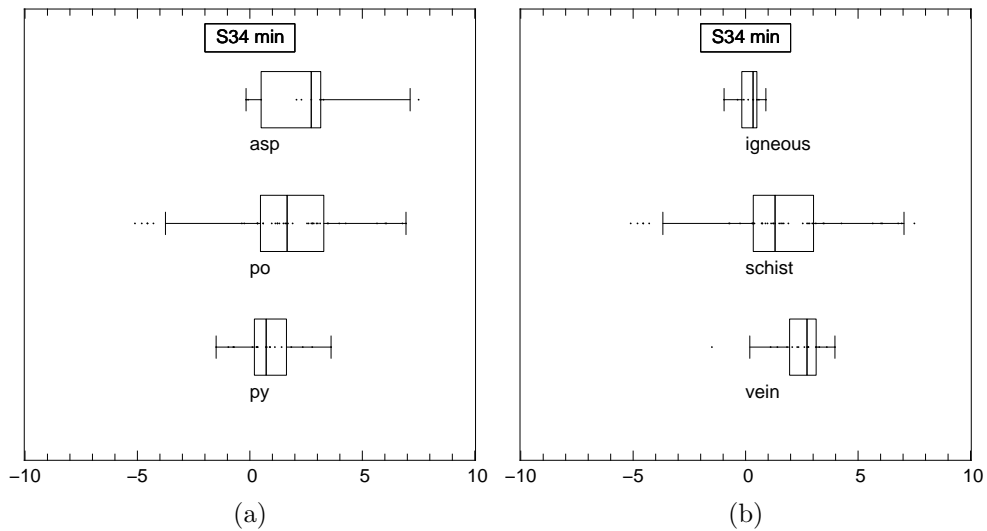 S34 min
asp
po
py
−10 −5 0 5 10
(a)
S34 min
igneous
schist
vein
−10 −5 0 5 10
(b)